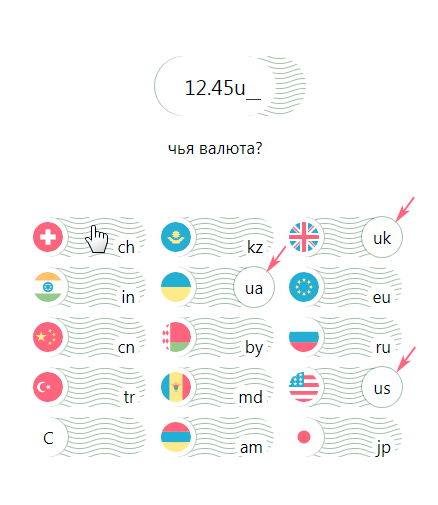 12.45u_
чья валюта?
ch kz uk
in ua eu
cn by ru
tr md us
C am jp